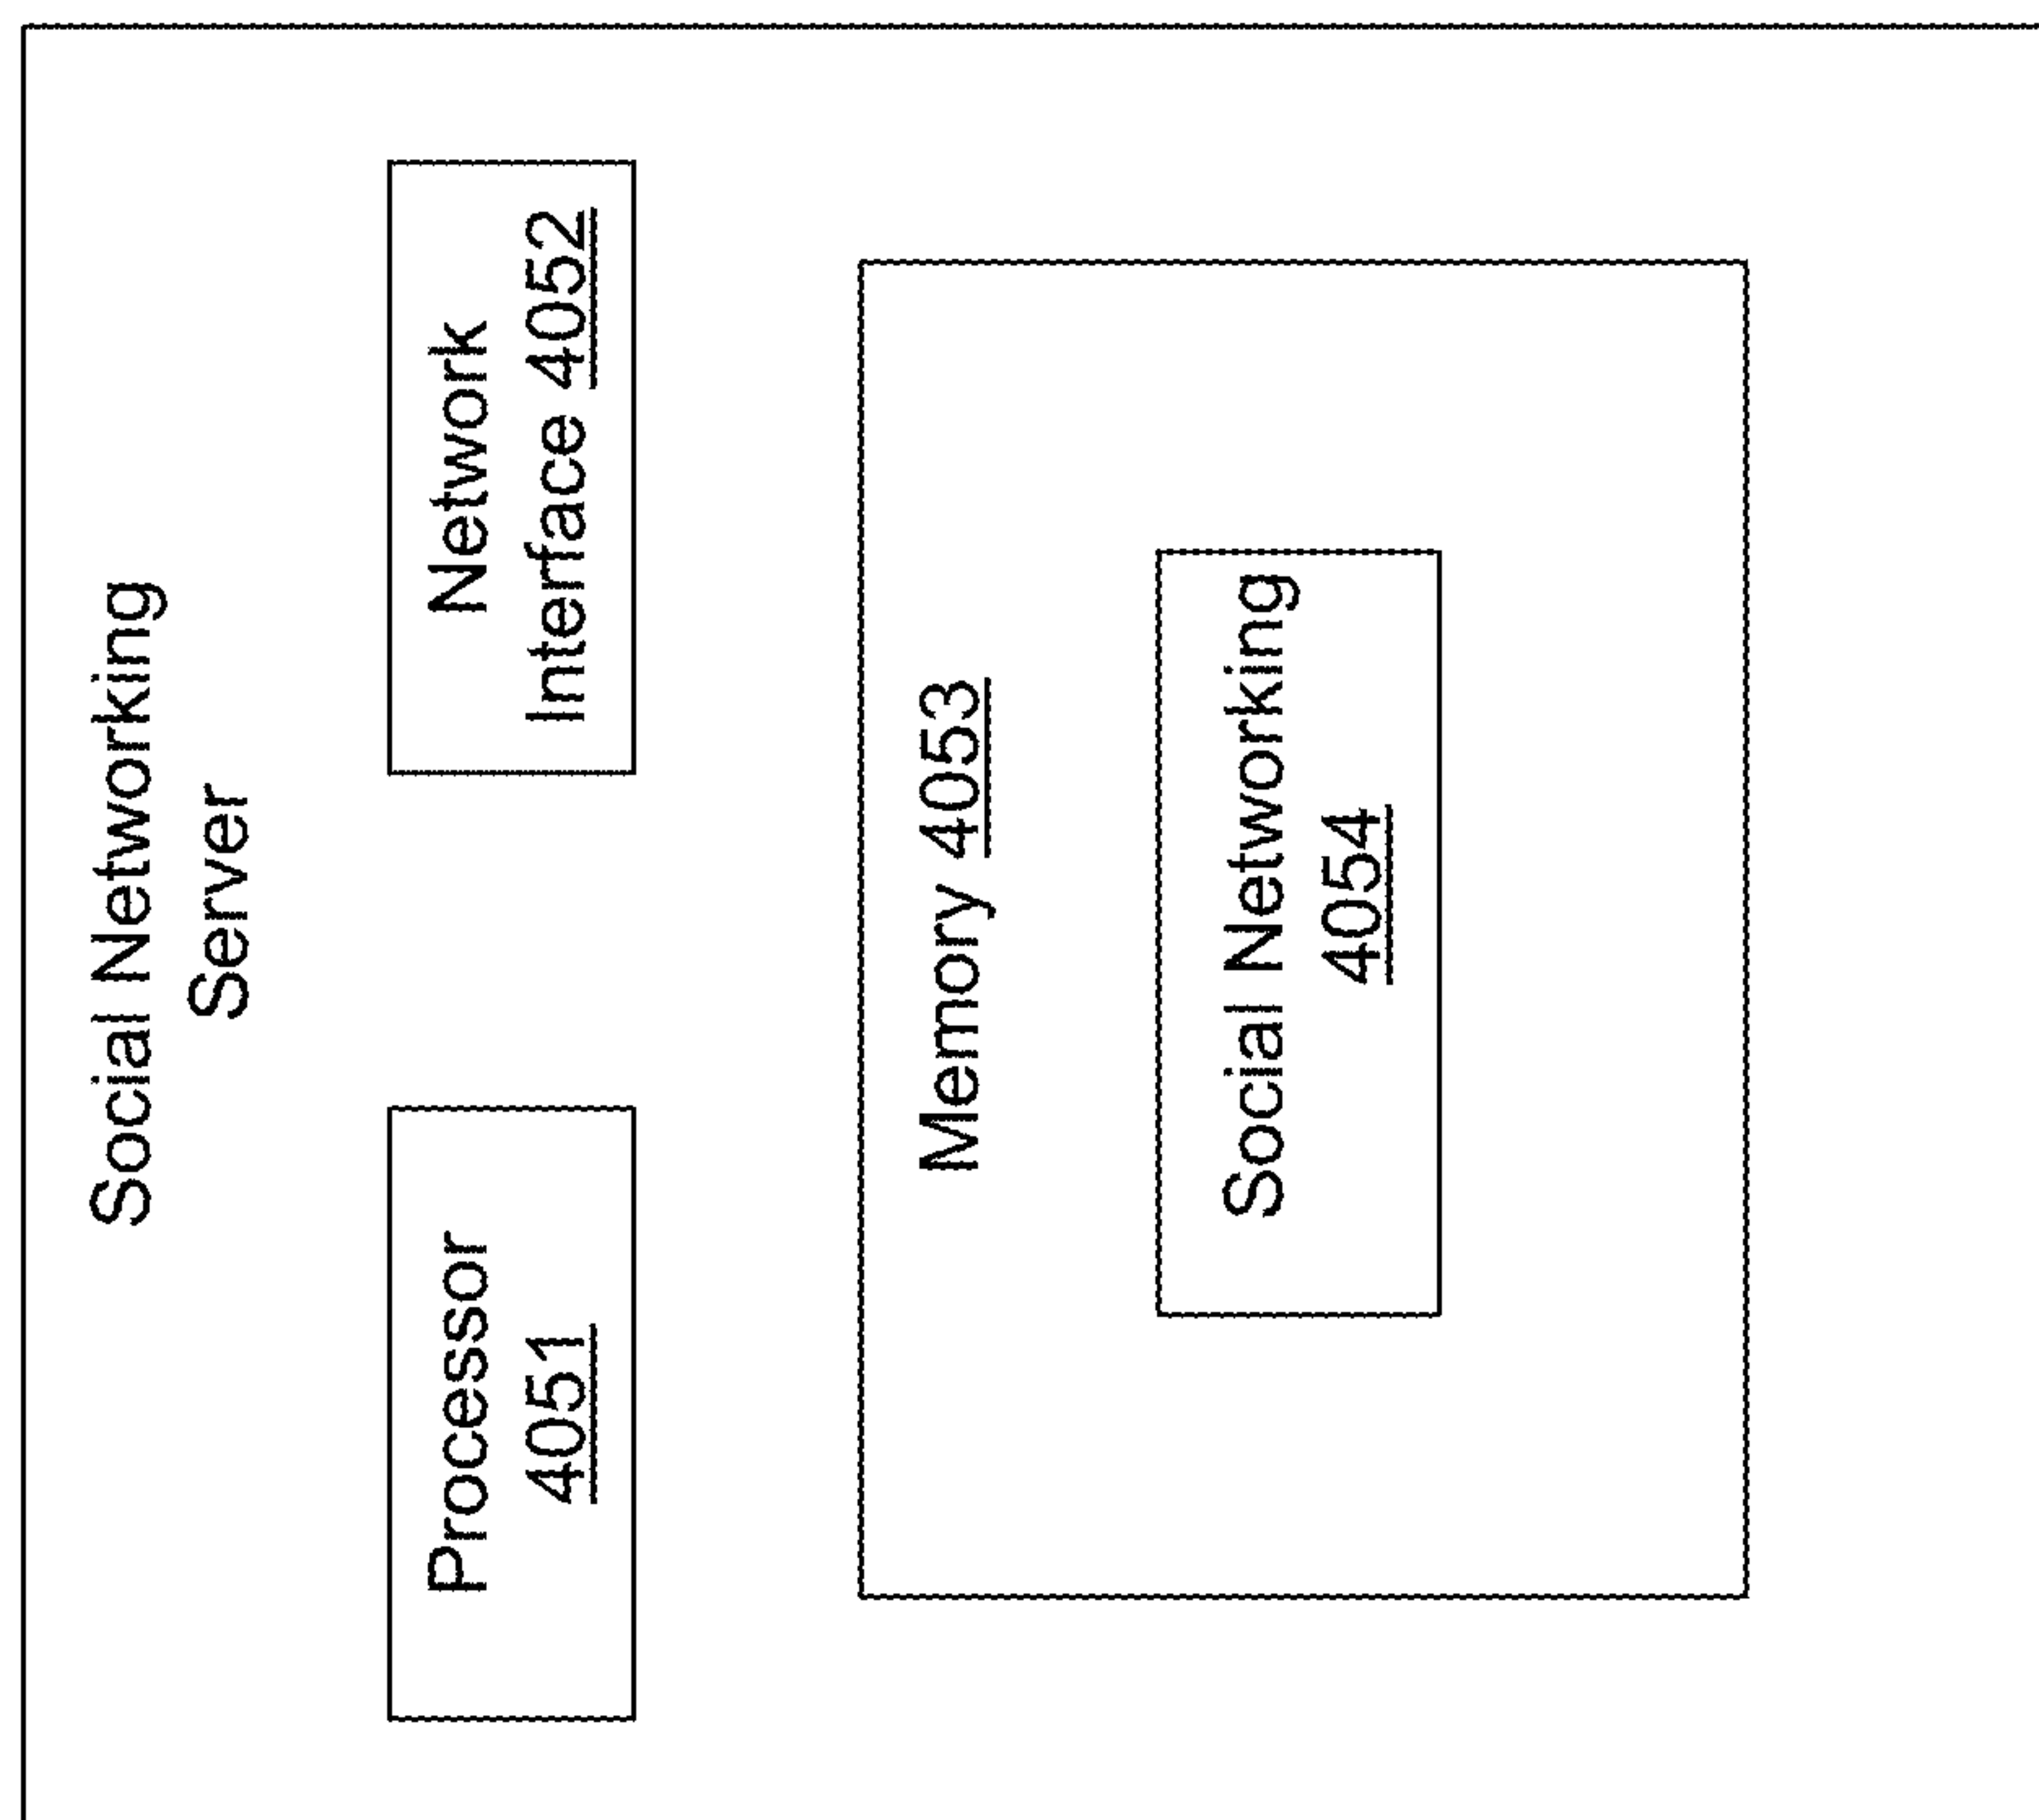 Social Networking
Server
Processor
4051
Network
Interface 4052
Memory 4053
Social Networking
4054